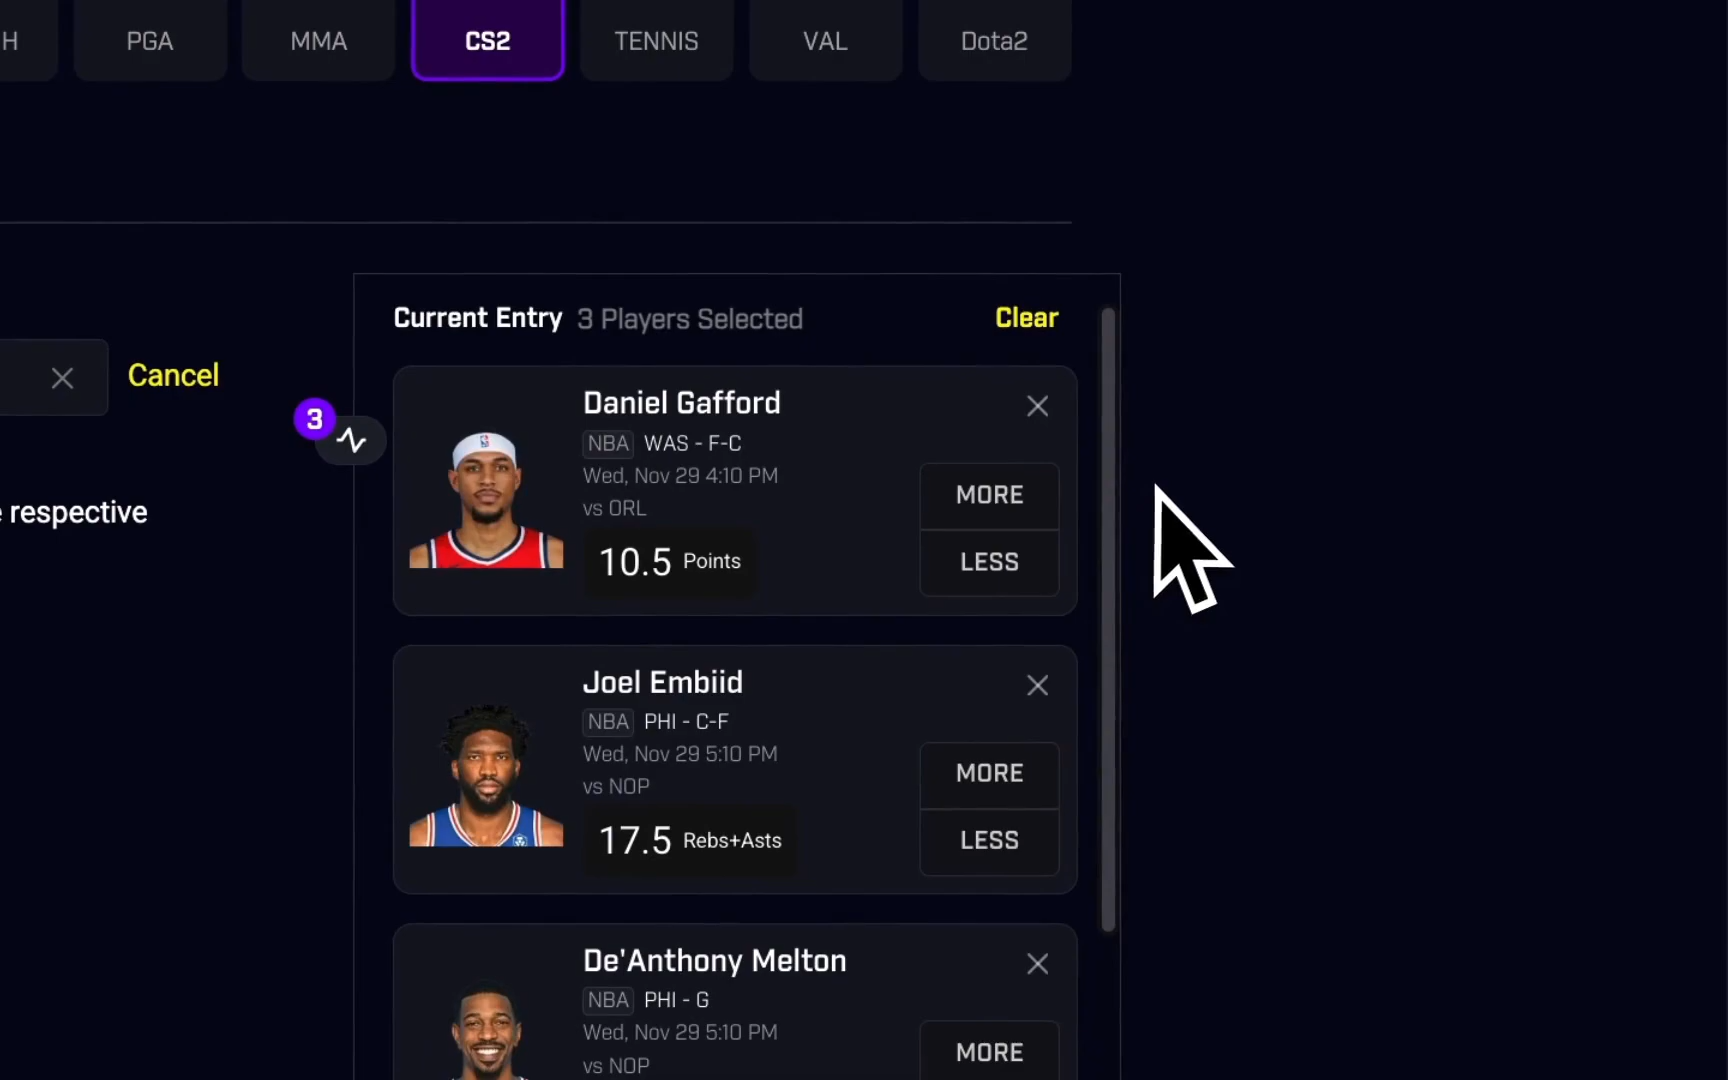 H PGA MMA CS2 TENNIS VAL Dota2
Current Entry 3 Players Selected Clear
Cancel
3
respective
Daniel Gafford
NBA WAS - F-C
Wed, Nov 29 4:10 PM
vs ORL
10.5 Points
MORE
LESS
Joel Embiid
NBA PHI - C-F
Wed, Nov 29 5:10 PM
vs NOP
17.5 Rebs+Asts
MORE
LESS
De'Anthony Melton
NBA PHI - G
Wed, Nov 29 5:10 PM
vs NOP
MORE